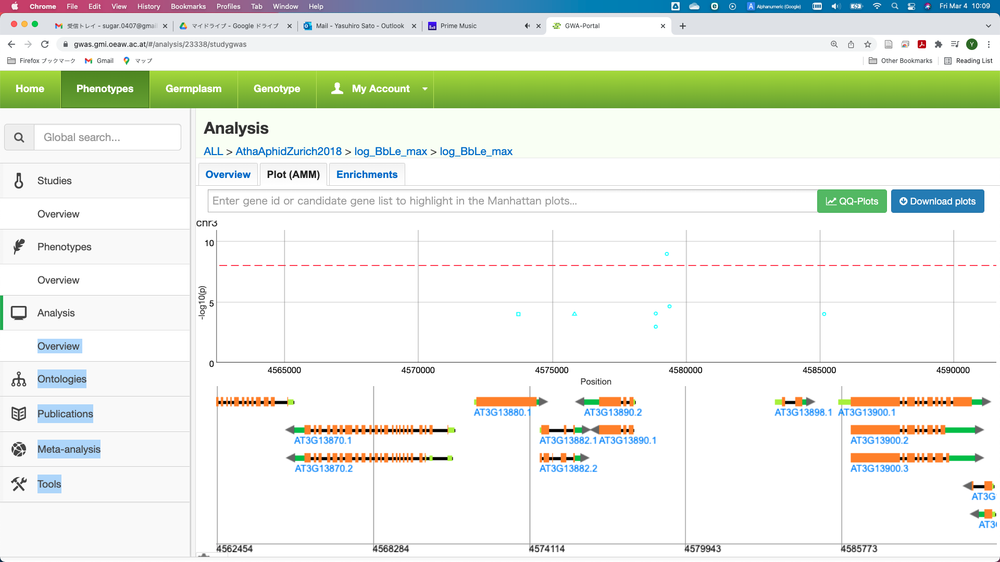 Chrome File Edit View History Bookmarks Profiles Tab Window Help A Alphanumeric (Google) Fri Mar 4 10:09
受信トレイ - sugar.0407@gmai マイドライブ - Google ドライブ Mail - Yasuhiro Sato - Outlook Prime Music GWA-Portal
gwas.gmi.oeaw.ac.at/#/analysis/23338/studygwas Y
Firefox ブックマーク Gmail マップ Other Bookmarks Reading List
Home Phenotypes Germplasm Genotype My Account
Global search...
Studies
Overview
Phenotypes
Overview
Analysis
Overview
Ontologies
Publications
Meta-analysis
Tools
Analysis
ALL > AthaAphidZurich2018 > log_BbLe_max > log_BbLe_max
Overview Plot (AMM) Enrichments
Enter gene id or candidate gene list to highlight in the Manhattan plots... QQ-Plots Download plots
chr3
10
5
0
-log10(p)
4565000 4570000 4575000 4580000 4585000 4590000
Position
AT3G13880.1 AT3G13890.2 AT3G13898.1 AT3G13900.1
AT3G13870.1 AT3G13882.1 AT3G13890.1 AT3G13900.2
AT3G13870.2 AT3G13882.2 AT3G13900.3
AT3G
AT3G
4562454 4568284 4574114 4579943 4585773